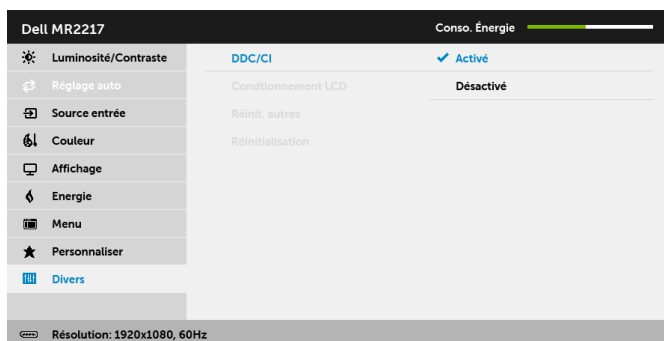 Dell MR2217 Conso. Énergie
Luminosité/Contraste DDC/CI Activé
Réglage auto Condtionnement LCD Désactivé
Source entrée Réinit. autres
Couleur Réinitialisation
Affichage
Energie
Menu
Personnaliser
Divers
Résolution: 1920x1080, 60Hz